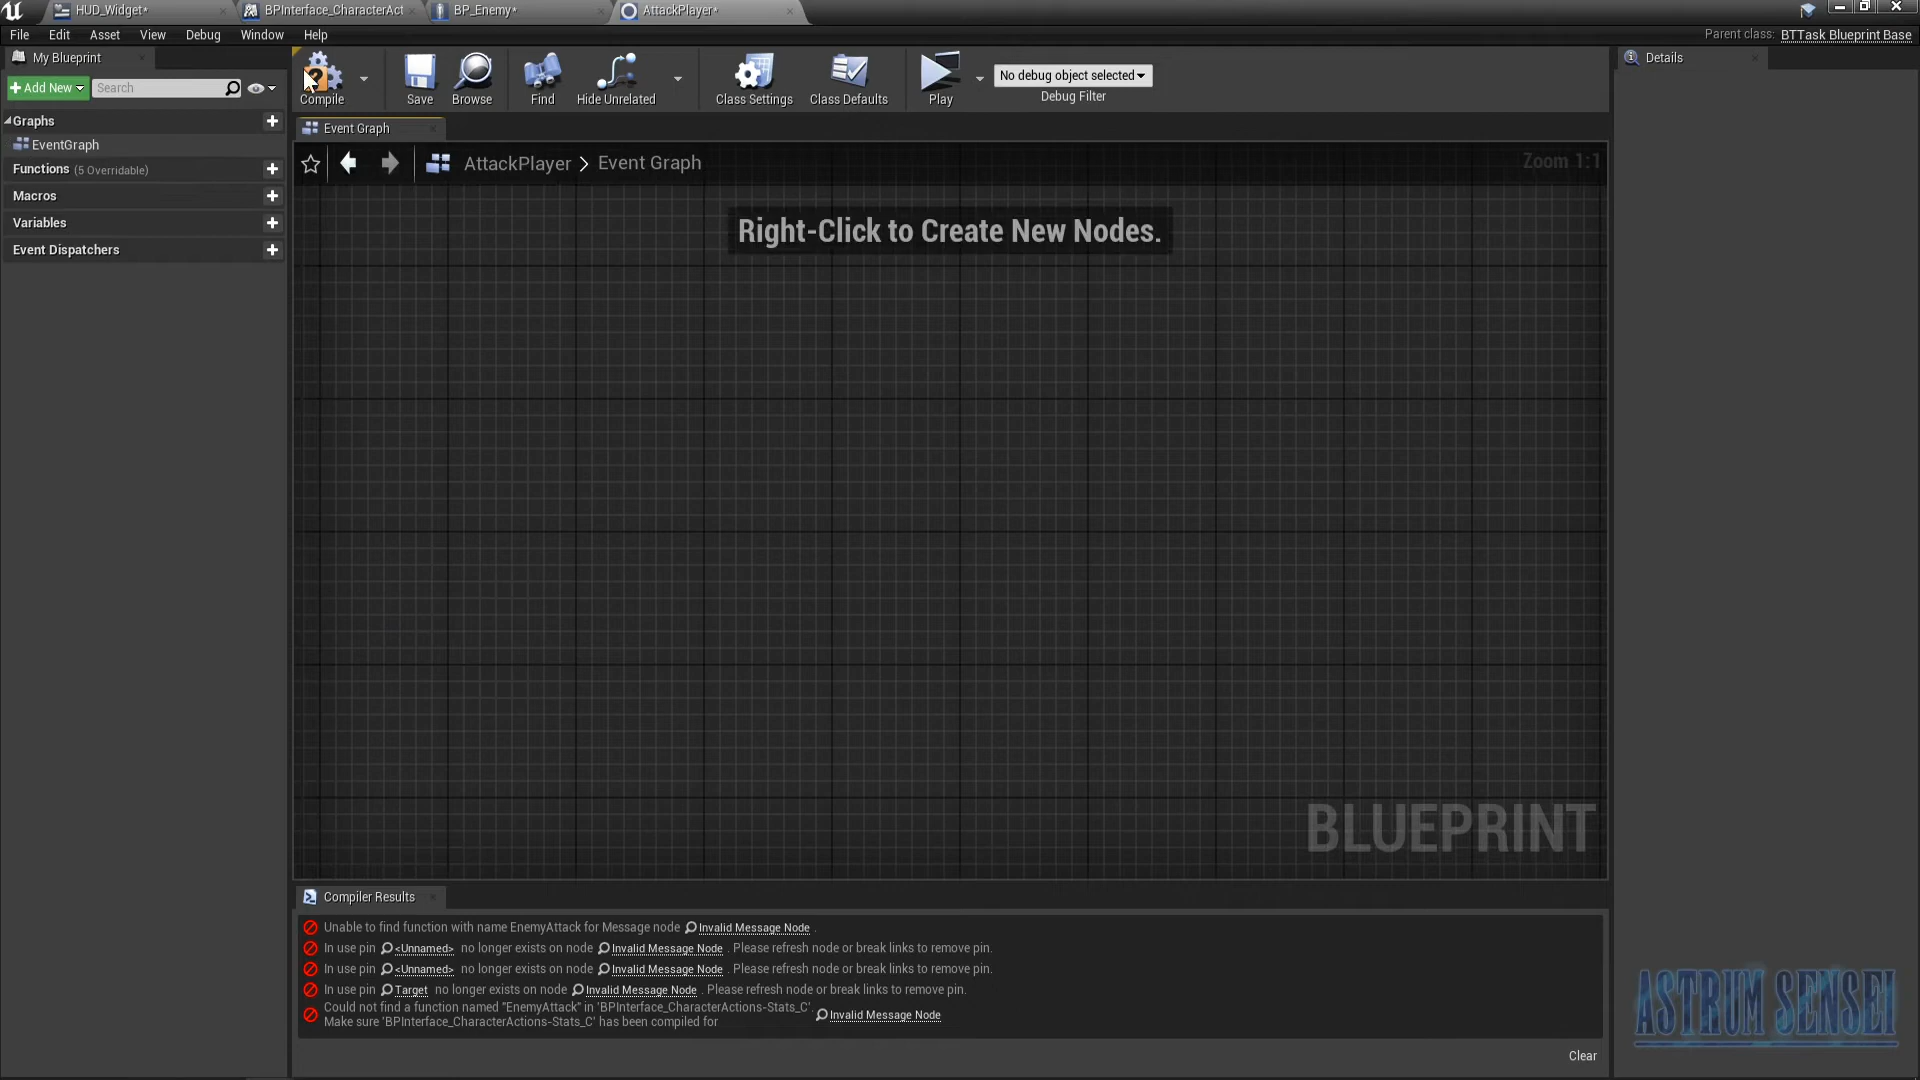 HUD_Widget*
BPInterface_CharacterAct
BP_Enemy*
AttackPlayer*
File
Edit
Asset
View
Debug
Window
Help
Parent class: BTTask Blueprint Base
My Blueprint
Add New
Search
Compile
Save
Browse
Find
Hide Unrelated
Class Settings
Class Defaults
Play
No debug object selected
Debug Filter
Details
Graphs
EventGraph
Functions (5 Overridable)
Macros
Variables
Event Dispatchers
Event Graph
AttackPlayer > Event Graph
Zoom 1:1
Right-Click to Create New Nodes.
BLUEPRINT
Compiler Results
Unable to find function with name EnemyAttack for Message node Invalid Message Node .
In use pin <Unnamed> no longer exists on node Invalid Message Node . Please refresh node or break links to remove pin.
In use pin <Unnamed> no longer exists on node Invalid Message Node . Please refresh node or break links to remove pin.
In use pin Target no longer exists on node Invalid Message Node . Please refresh node or break links to remove pin.
Could not find a function named "EnemyAttack" in 'BPInterface_CharacterActions-Stats_C'.
Make sure 'BPInterface_CharacterActions-Stats_C' has been compiled for Invalid Message Node
Clear
ASTRUM SENSEI